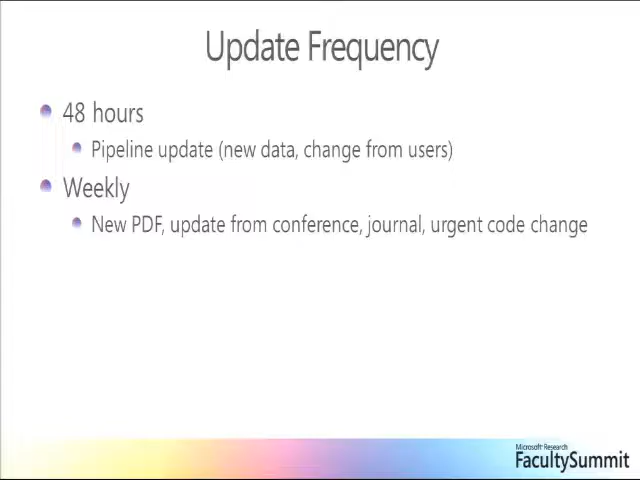 Update Frequency
48 hours
Pipeline update (new data, change from users)
Weekly
New PDF, update from conference, journal, urgent code change
Microsoft Research
FacultySummit